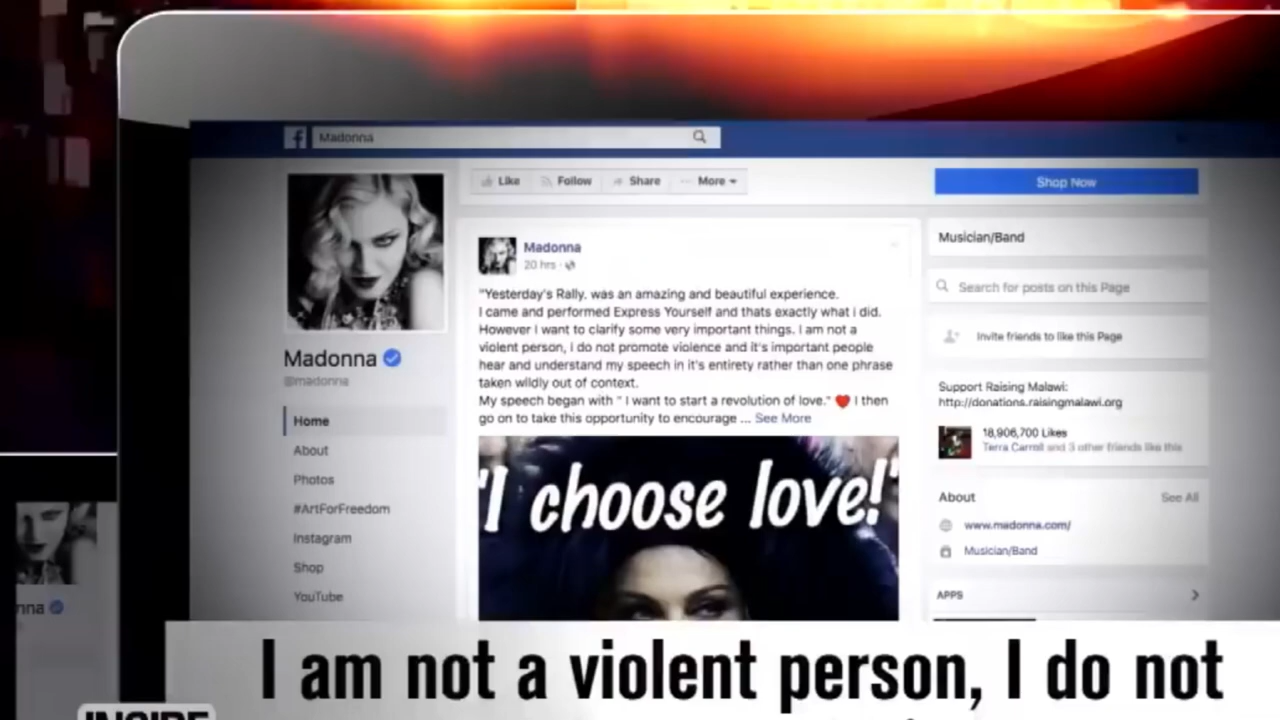 Madonna
Like Follow Share More
Shop Now
Madonna
20 hrs
"Yesterday's Rally. was an amazing and beautiful experience.
I came and performed Express Yourself and thats exactly what i did.
However I want to clarify some very important things. I am not a
violent person, I do not promote violence and it's important people
hear and understand my speech in it's entirety rather than one phrase
taken wildly out of context.
My speech began with " I want to start a revolution of love." ❤ I then
go on to take this opportunity to encourage ... See More
"I choose love!"
Madonna
@madonna
Home
About
Photos
#ArtForFreedom
Instagram
Shop
YouTube
Musician/Band
Search for posts on this Page
Invite friends to like this Page
Support Raising Malawi:
http://donations.raisingmalawi.org
18,906,700 Likes
Terra Carroll and 3 other friends like this
About See All
www.madonna.com/
Musician/Band
APPS
nna
I am not a violent person, I do not
INSIDE